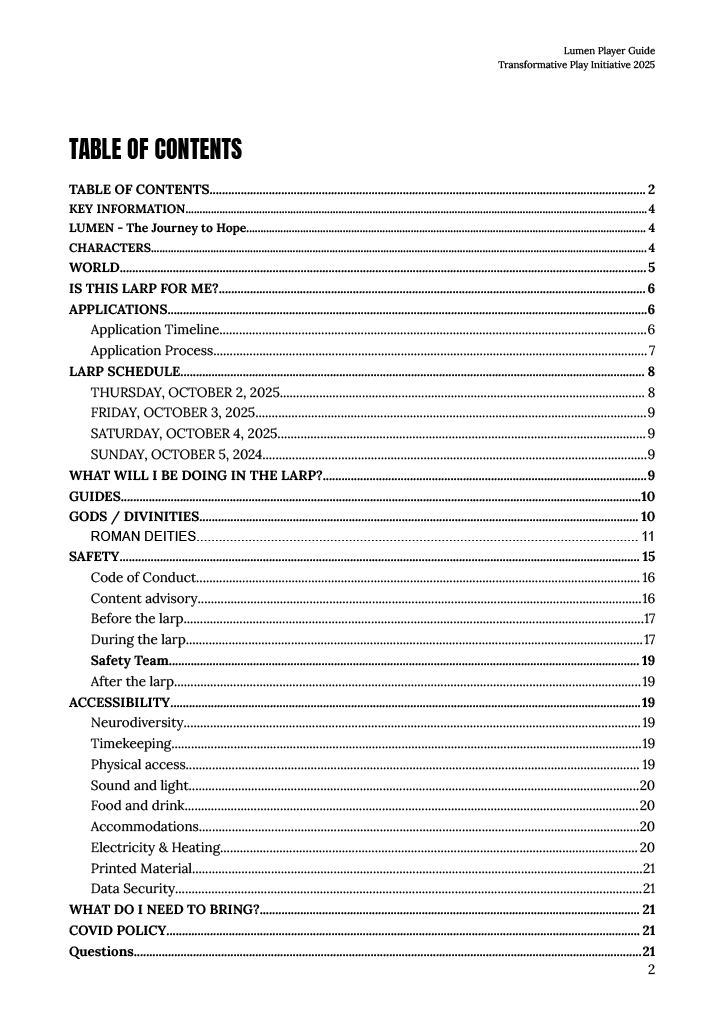 Lumen Player Guide
Transformative Play Initiative 2025
TABLE OF CONTENTS
TABLE OF CONTENTS 2
KEY INFORMATION 4
LUMEN - The Journey to Hope 4
CHARACTERS 4
WORLD 5
IS THIS LARP FOR ME? 6
APPLICATIONS 6
Application Timeline 6
Application Process 7
LARP SCHEDULE 8
THURSDAY, OCTOBER 2, 2025 8
FRIDAY, OCTOBER 3, 2025 9
SATURDAY, OCTOBER 4, 2025 9
SUNDAY, OCTOBER 5, 2024 9
WHAT WILL I BE DOING IN THE LARP? 9
GUIDES 10
GODS / DIVINITIES 10
ROMAN DEITIES 11
SAFETY 15
Code of Conduct 16
Content advisory 16
Before the larp 17
During the larp 17
Safety Team 19
After the larp 19
ACCESSIBILITY 19
Neurodiversity 19
Timekeeping 19
Physical access 19
Sound and light 20
Food and drink 20
Accommodations 20
Electricity & Heating 20
Printed Material 21
Data Security 21
WHAT DO I NEED TO BRING? 21
COVID POLICY 21
Questions 21
2